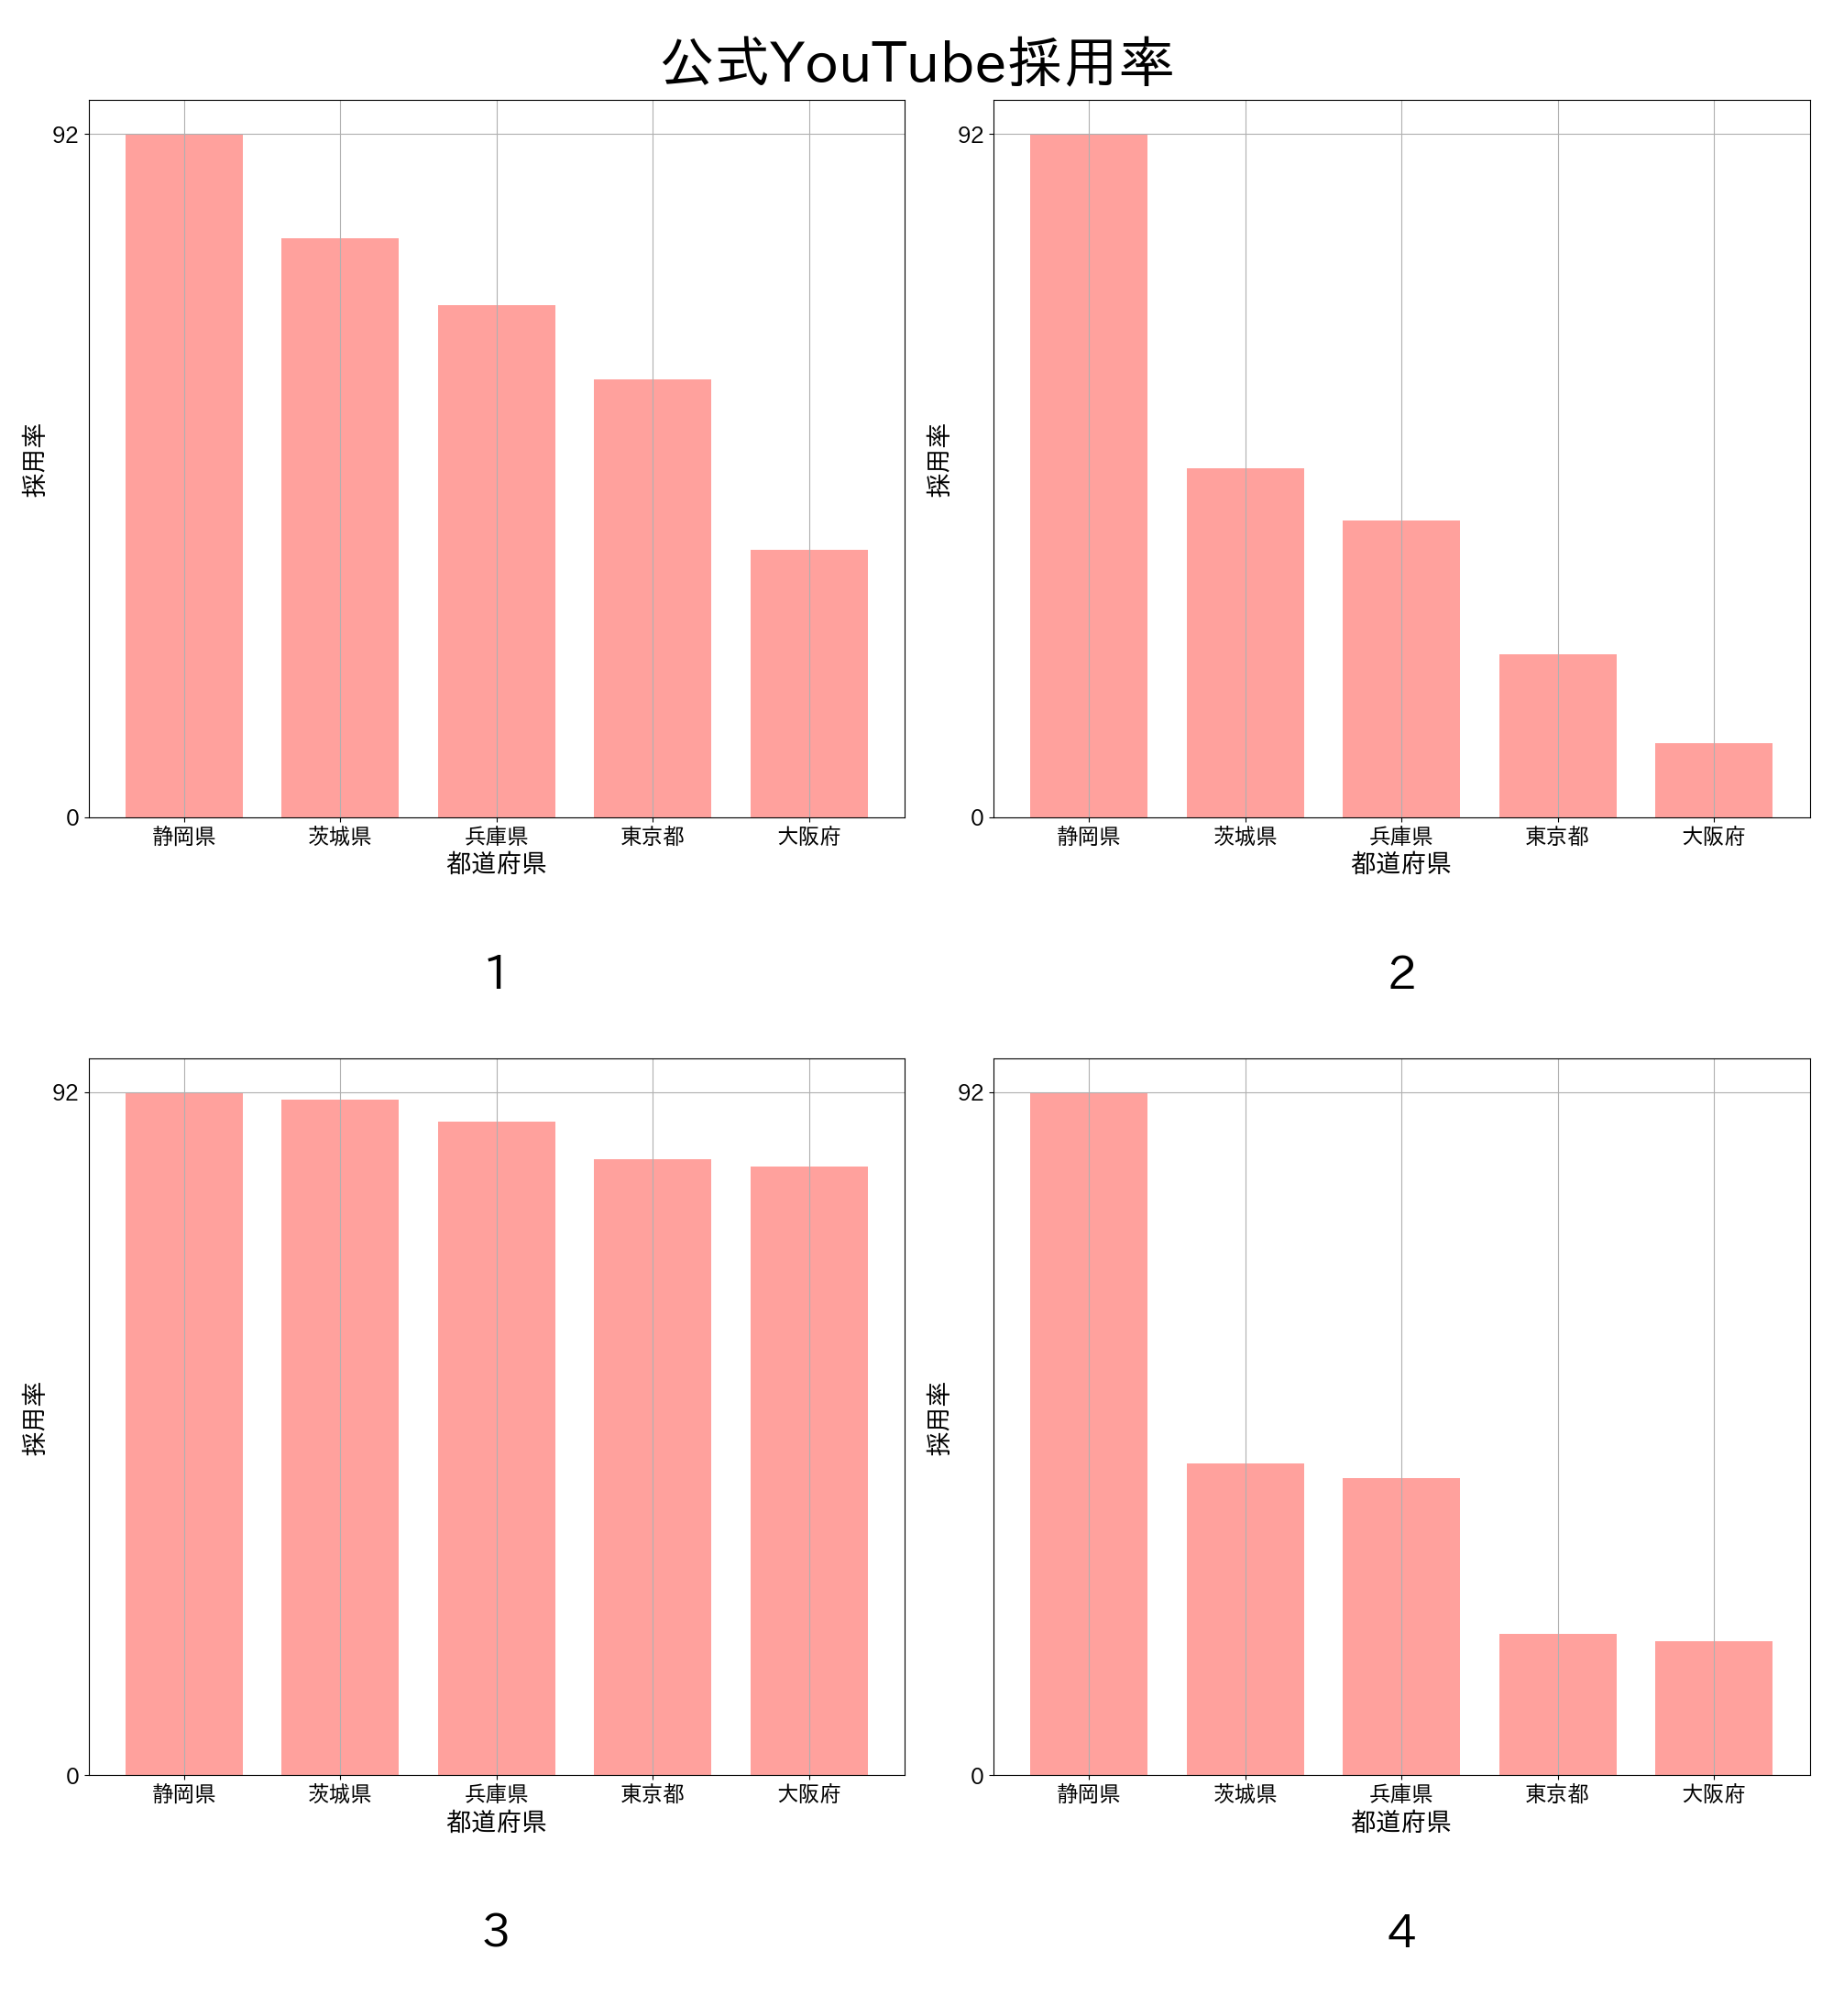 公式YouTube採用率
92
採用率
0
静岡県 茨城県 兵庫県 東京都 大阪府
都道府県
1
92
採用率
0
静岡県 茨城県 兵庫県 東京都 大阪府
都道府県
2
92
採用率
0
静岡県 茨城県 兵庫県 東京都 大阪府
都道府県
3
92
採用率
0
静岡県 茨城県 兵庫県 東京都 大阪府
都道府県
4